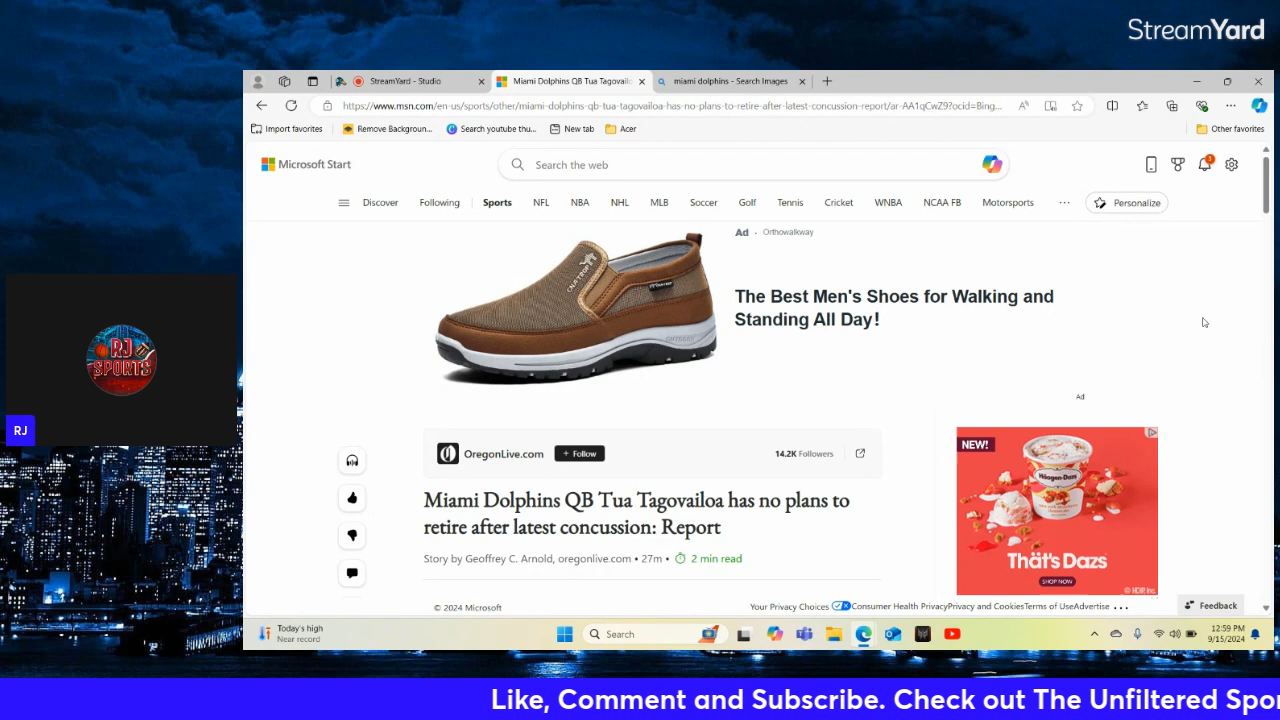 StreamYard
StreamYard - Studio
Miami Dolphins QB Tua Tagovailo
miami dolphins - Search Images
https://www.msn.com/en-us/sports/other/miami-dolphins-qb-tua-tagovailoa-has-no-plans-to-retire-after-latest-concussion-report/ar-AA1qCwZ9?ocid=Bing...
Import favorites
Remove Backgroun...
Search youtube thu...
New tab
Acer
Other favorites
Microsoft Start
Search the web
3
Discover
Following
Sports
NFL
NBA
NHL
MLB
Soccer
Golf
Tennis
Cricket
WNBA
NCAA FB
Motorsports
...
Personalize
Ad · Orthowalkway
The Best Men's Shoes for Walking and
Standing All Day!
Ad
RJ
SPORTS
RJ
OregonLive.com
+ Follow
14.2K Followers
Miami Dolphins QB Tua Tagovailoa has no plans to
retire after latest concussion: Report
Story by Geoffrey C. Arnold, oregonlive.com • 27m •
2 min read
NEW!
Häagen-Dazs
Thät's Dazs
SHOP NOW
© HDIP, Inc.
© 2024 Microsoft
Your Privacy Choices
Consumer Health Privacy
Privacy and Cookies
Terms of Use
Advertise
...
Feedback
Today's high
Near record
Search
12:59 PM
9/15/2024
Like, Comment and Subscribe. Check out The Unfiltered Spo